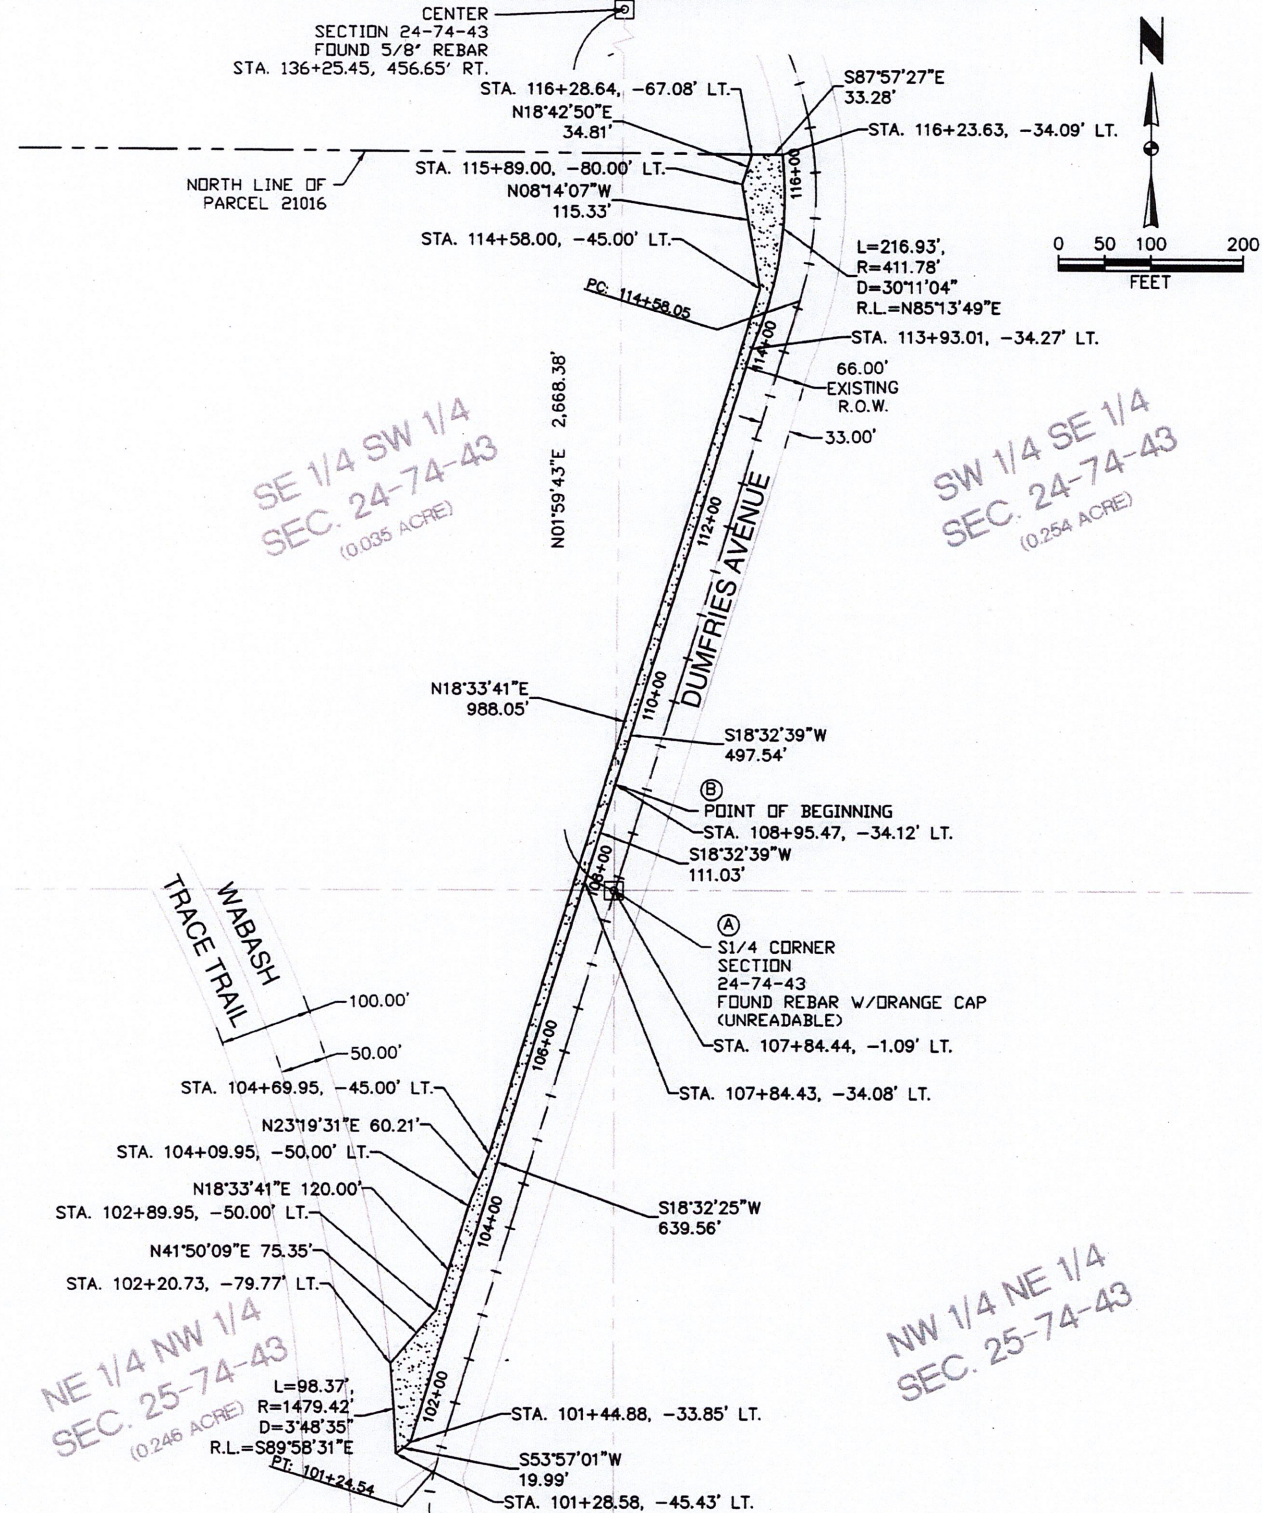 CENTER
SECTION 24-74-43
FOUND 5/8" REBAR
STA. 136+25.45, 456.65' RT.
N
STA. 116+28.64, -67.08' LT.
S87°57'27"E
33.28'
N18°42'50"E
34.81'
STA. 116+23.63, -34.09' LT.
STA. 115+89.00, -80.00' LT.
116+00
NORTH LINE OF
PARCEL 21016
N08°14'07"W
115.33'
STA. 114+58.00, -45.00' LT.
L=216.93',
R=411.78'
D=30°11'04"
R.L.=N85°13'49"E
0 50 100 200
FEET
PC: 114+58.05
STA. 113+93.01, -34.27' LT.
114+00
66.00'
EXISTING
R.O.W.
33.00'
N01°59'43"E 2,668.38'
SE 1/4 SW 1/4
SEC. 24-74-43
(0.035 ACRE)
SW 1/4 SE 1/4
SEC. 24-74-43
(0.254 ACRE)
112+00
DUMFRIES AVENUE
110+00
N18°33'41"E
988.05'
S18°32'39"W
497.54'
B
POINT OF BEGINNING
STA. 108+95.47, -34.12' LT.
S18°32'39"W
111.03'
108+00
WABASH
TRACE TRAIL
A
S1/4 CORNER
SECTION
24-74-43
FOUND REBAR W/ORANGE CAP
(UNREADABLE)
100.00'
50.00'
106+00
STA. 107+84.44, -1.09' LT.
STA. 107+84.43, -34.08' LT.
STA. 104+69.95, -45.00' LT.
N23°19'31"E 60.21'
STA. 104+09.95, -50.00' LT.
N18°33'41"E 120.00'
STA. 102+89.95, -50.00' LT.
104+00
S18°32'25"W
639.56'
N41°50'09"E 75.35'
STA. 102+20.73, -79.77' LT.
NE 1/4 NW 1/4
SEC. 25-74-43
(0.246 ACRE)
NW 1/4 NE 1/4
SEC. 25-74-43
L=98.37',
R=1479.42'
D=3°48'35"
R.L.=S89°58'31"E
102+00
STA. 101+44.88, -33.85' LT.
PT: 101+24.54
S53°57'01"W
19.99'
STA. 101+28.58, -45.43' LT.